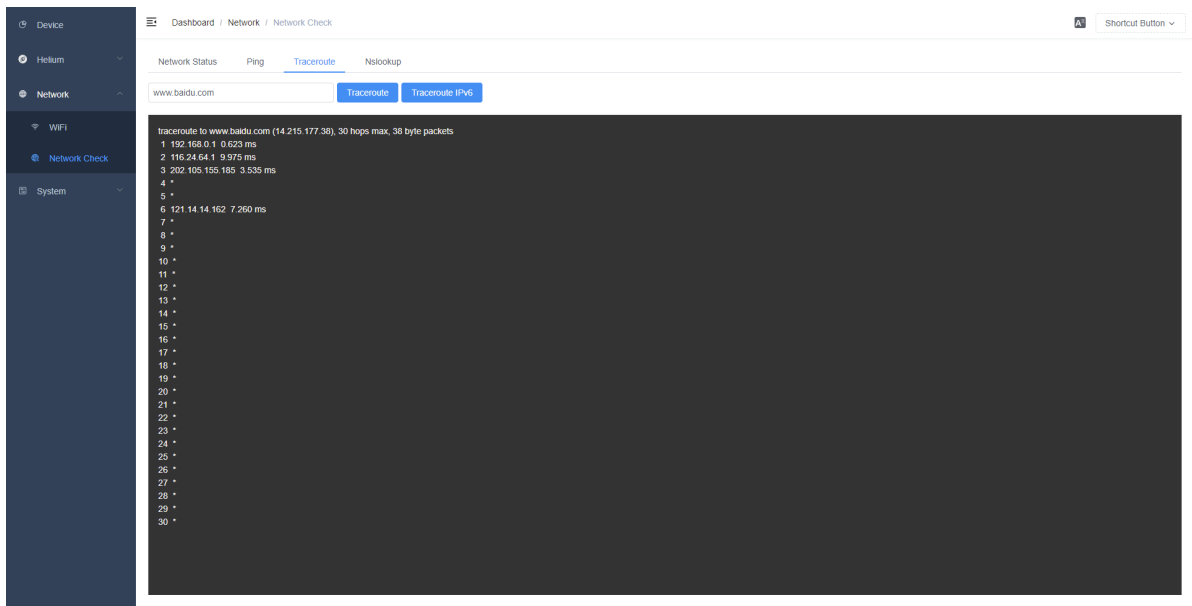 Device
Helium
Network
WiFi
Network Check
System
Dashboard / Network / Network Check
Shortcut Button
Network Status Ping Traceroute Nslookup
www.baidu.com Traceroute Traceroute IPv6
traceroute to www.baidu.com (14.215.177.38), 30 hops max, 38 byte packets
1 192.168.0.1 0.623 ms
2 116.24.64.1 9.975 ms
3 202.105.155.185 3.535 ms
4 *
5 *
6 121.14.14.162 7.260 ms
7 *
8 *
9 *
10 *
11 *
12 *
13 *
14 *
15 *
16 *
17 *
18 *
19 *
20 *
21 *
22 *
23 *
24 *
25 *
26 *
27 *
28 *
29 *
30 *